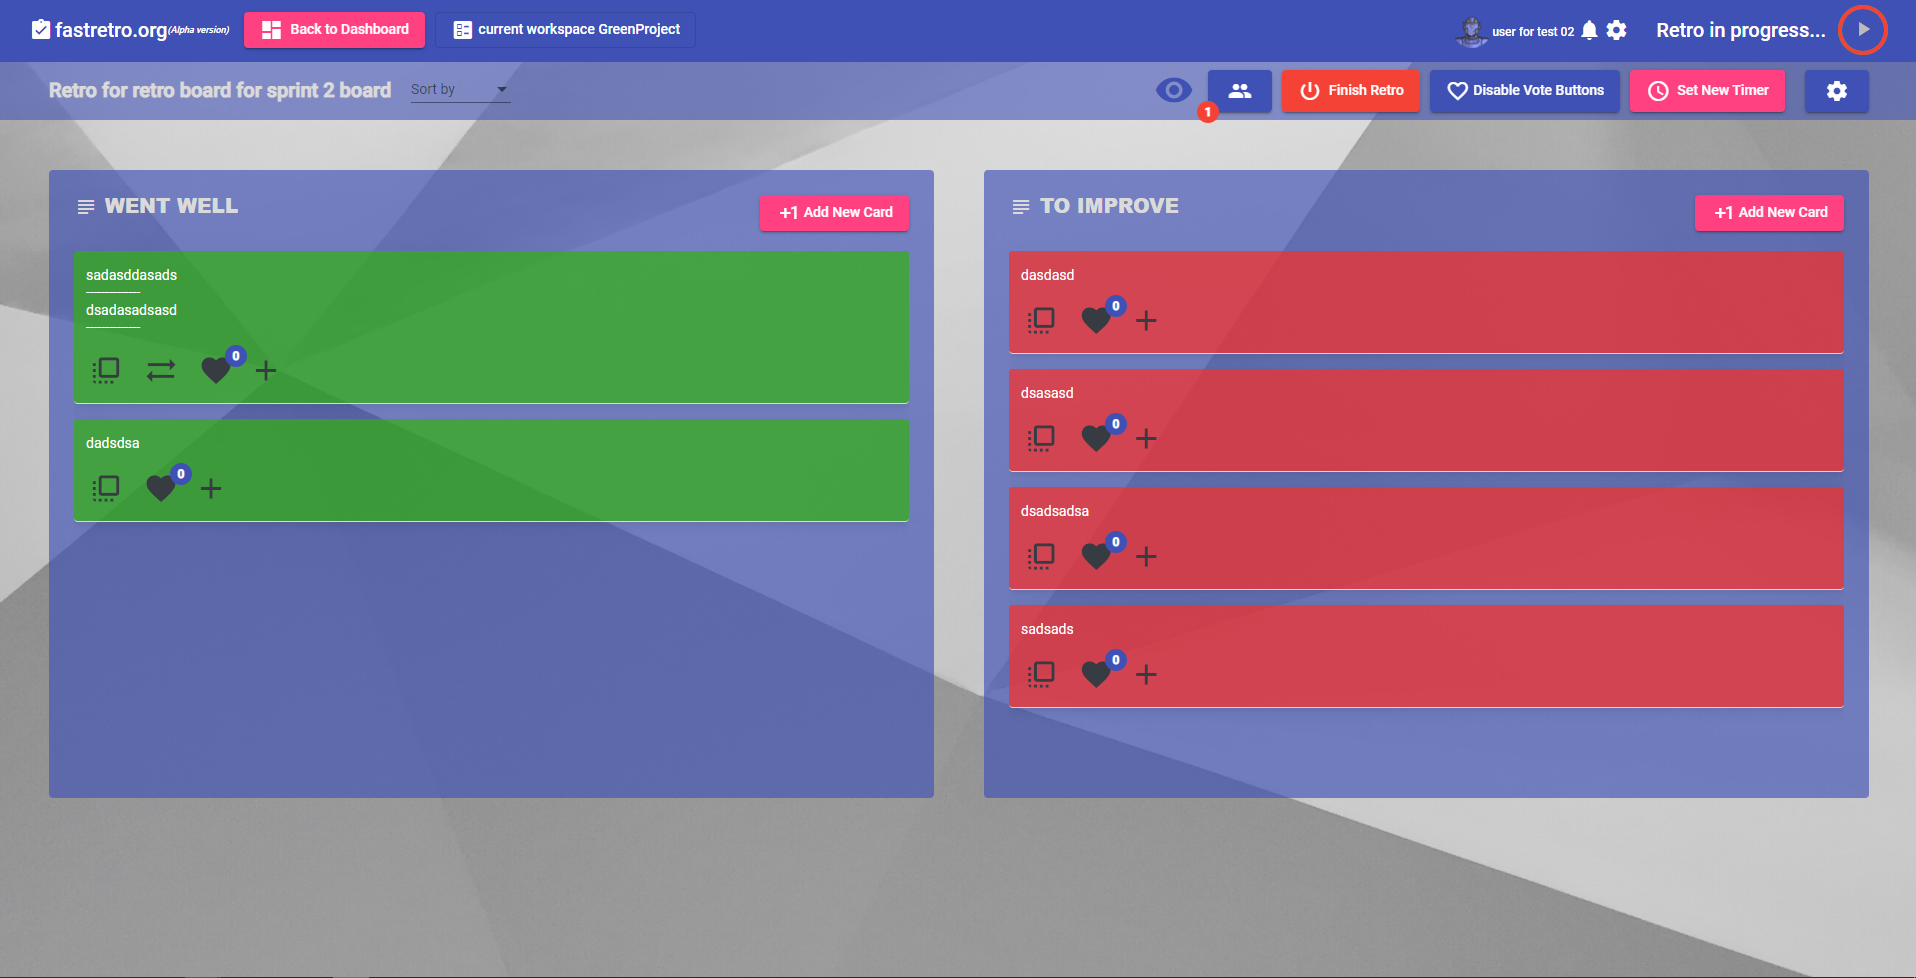 fastretro.org(Alpha version) Back to Dashboard current workspace GreenProject user for test 02 Retro in progress...
Retro for retro board for sprint 2 board Sort by 1 Finish Retro Disable Vote Buttons Set New Timer
WENT WELL +1 Add New Card
sadasddasads
dsadasadsasd
0
dadsdsa
0
TO IMPROVE +1 Add New Card
dasdasd
0
dsasasd
0
dsadsadsa
0
sadsads
0